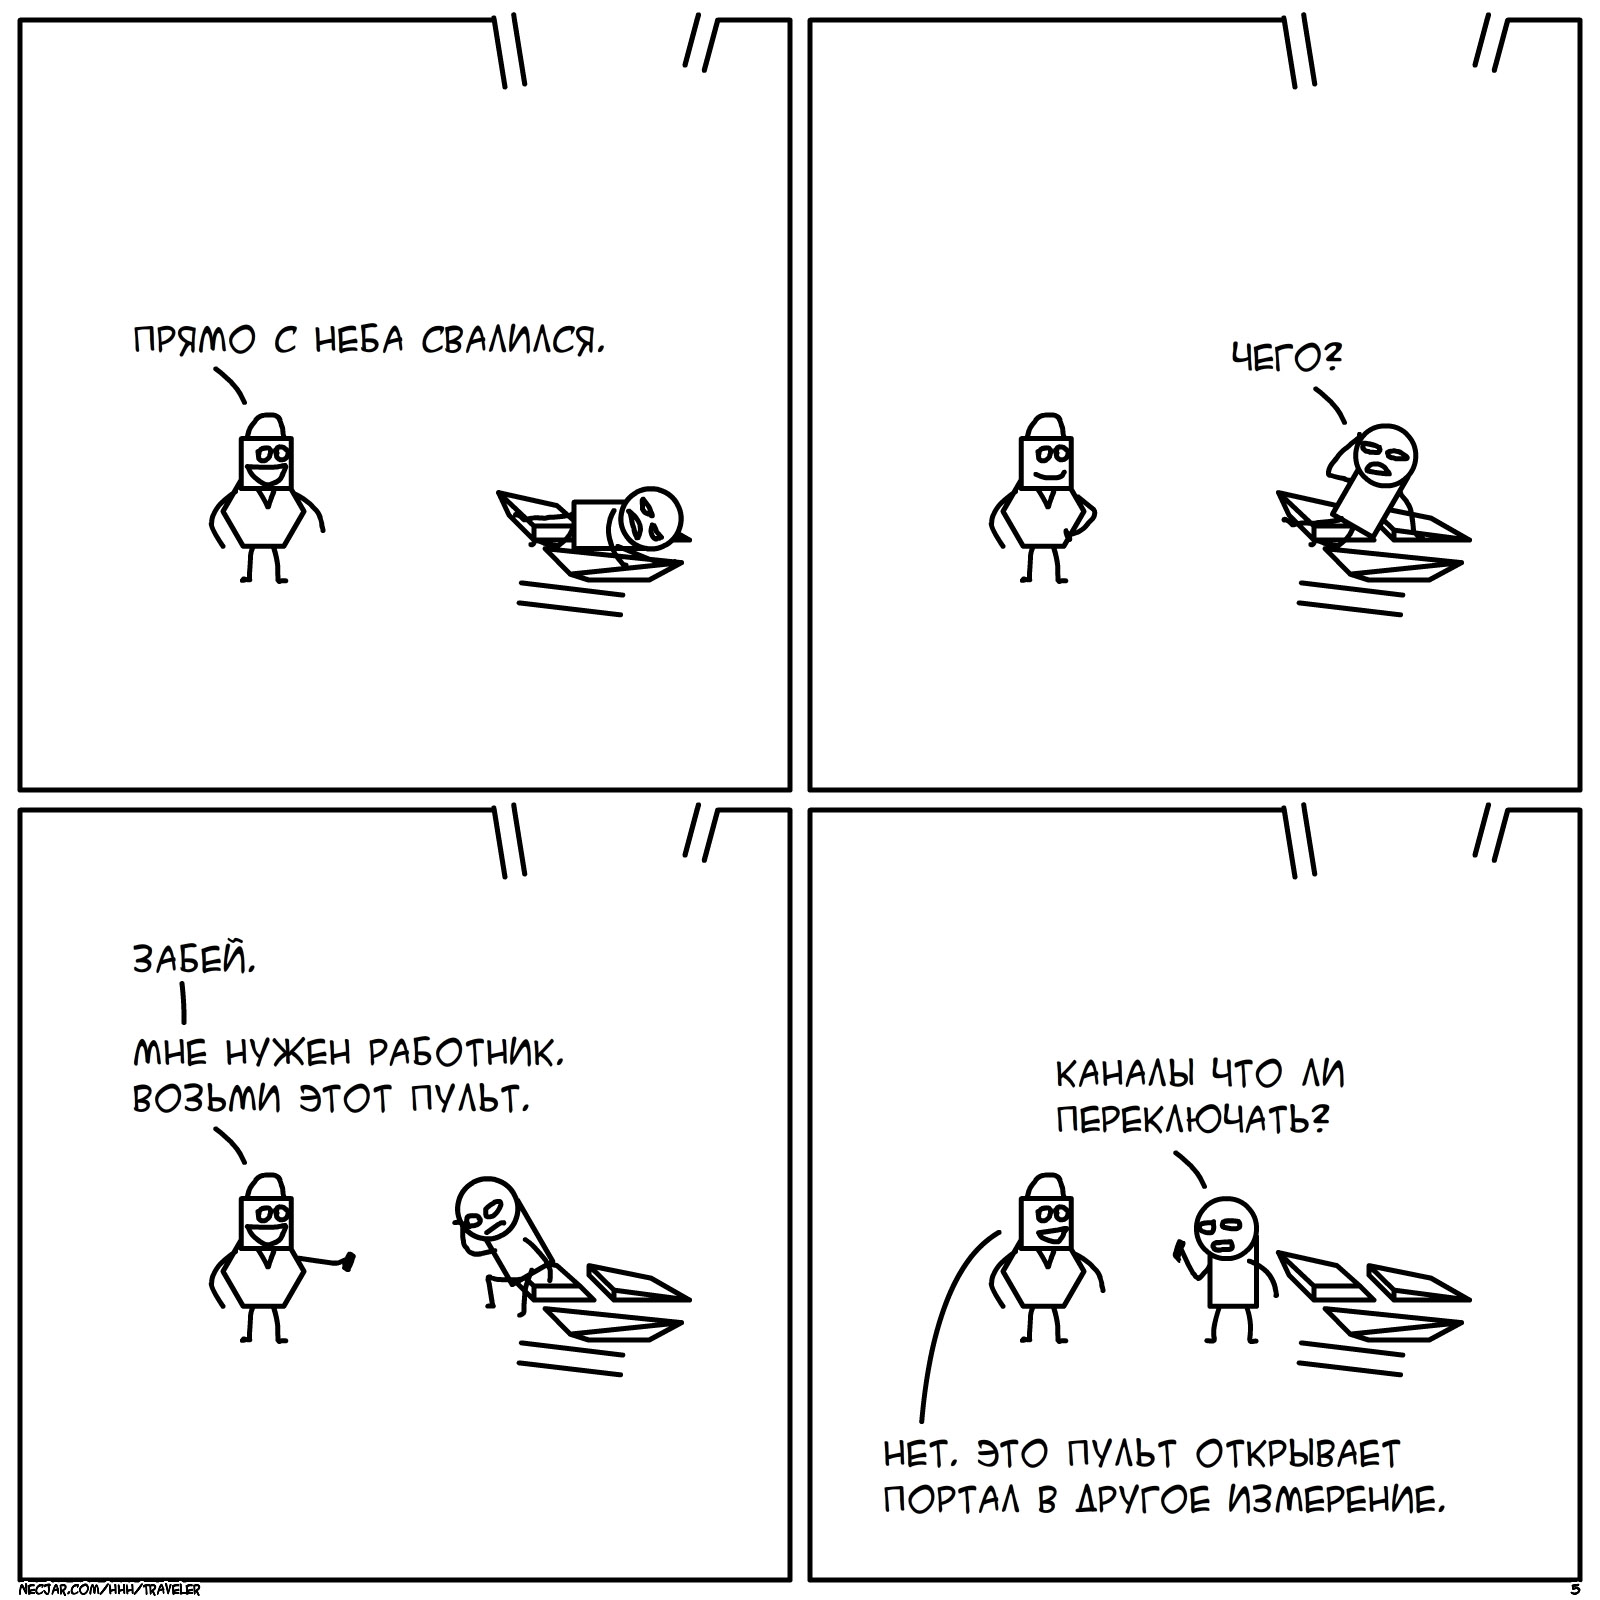 ПРЯМО С НЕБА СВАЛИЛСЯ.
ЧЕГО?
ЗАБЕЙ.
МНЕ НУЖЕН РАБОТНИК.
ВОЗЬМИ ЭТОТ ПУЛЬТ.
КАНАЛЫ ЧТО ЛИ
ПЕРЕКЛЮЧАТЬ?
НЕТ. ЭТО ПУЛЬТ ОТКРЫВАЕТ
ПОРТАЛ В ДРУГОЕ ИЗМЕРЕНИЕ.
NECJAR.COM/HHH/TRAVELER
5